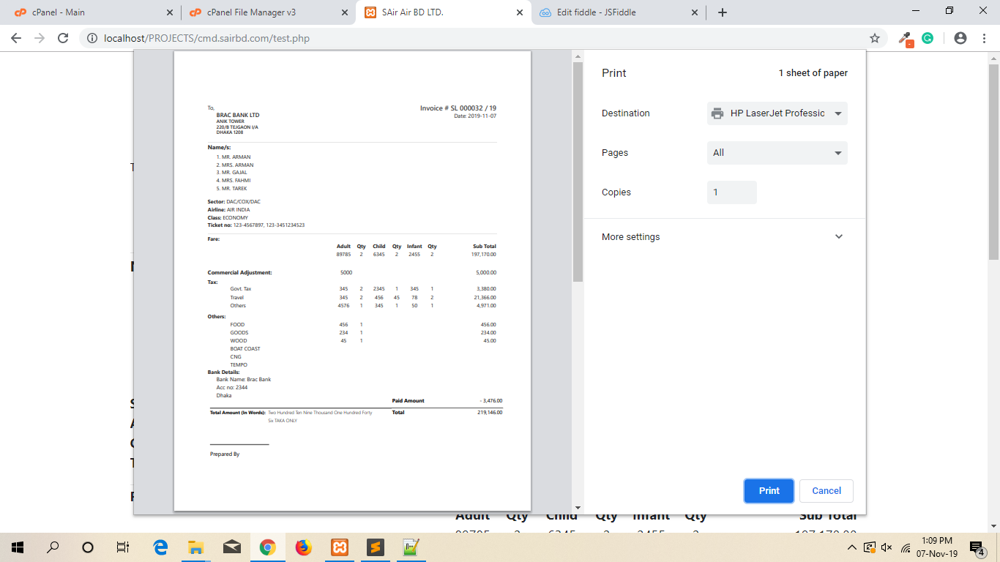 cPanel - Main
cPanel File Manager v3
SAir Air BD LTD.
Edit fiddle - JSFiddle
localhost/PROJECTS/cmd.sairbd.com/test.php
To,
Invoice # SL 000032 / 19
BRAC BANK LTD
Date: 2019-11-07
ANIK TOWER
220/B TEJGAON I/A
DHAKA 1208
Name/s:
1. MR. ARMAN
2. MRS. ARMAN
3. MR. GAJAL
4. MRS. FAHMI
5. MR. TAREK
Sector: DAC/COX/DAC
Airline: AIR INDIA
Class: ECONOMY
Ticket no: 123-4567897, 123-3451234523
Fare:
Adult Qty Child Qty Infant Qty Sub Total
89785 2 6345 2 2455 2 197,170.00
Commercial Adjustment: 5000 5,000.00
Tax:
Govt. Tax 345 2 2345 1 345 1 3,380.00
Travel 345 2 456 45 78 2 21,366.00
Others 4576 1 345 1 50 1 4,971.00
Others:
FOOD 456 1 456.00
GOODS 234 1 234.00
WOOD 45 1 45.00
BOAT COAST
CNG
TEMPO
Bank Details:
Bank Name: Brac Bank
Acc no: 2344
Dhaka
Paid Amount - 3,476.00
Total Amount (In Words): Two Hundred Ten Nine Thousand One Hundred Forty Total 219,146.00
Six TAKA ONLY
Prepared By
Print 1 sheet of paper
Destination HP LaserJet Professio
Pages All
Copies 1
More settings
Print Cancel
Adult Qty Child Qty Infant Qty Sub Total
1:09 PM
07-Nov-19
4